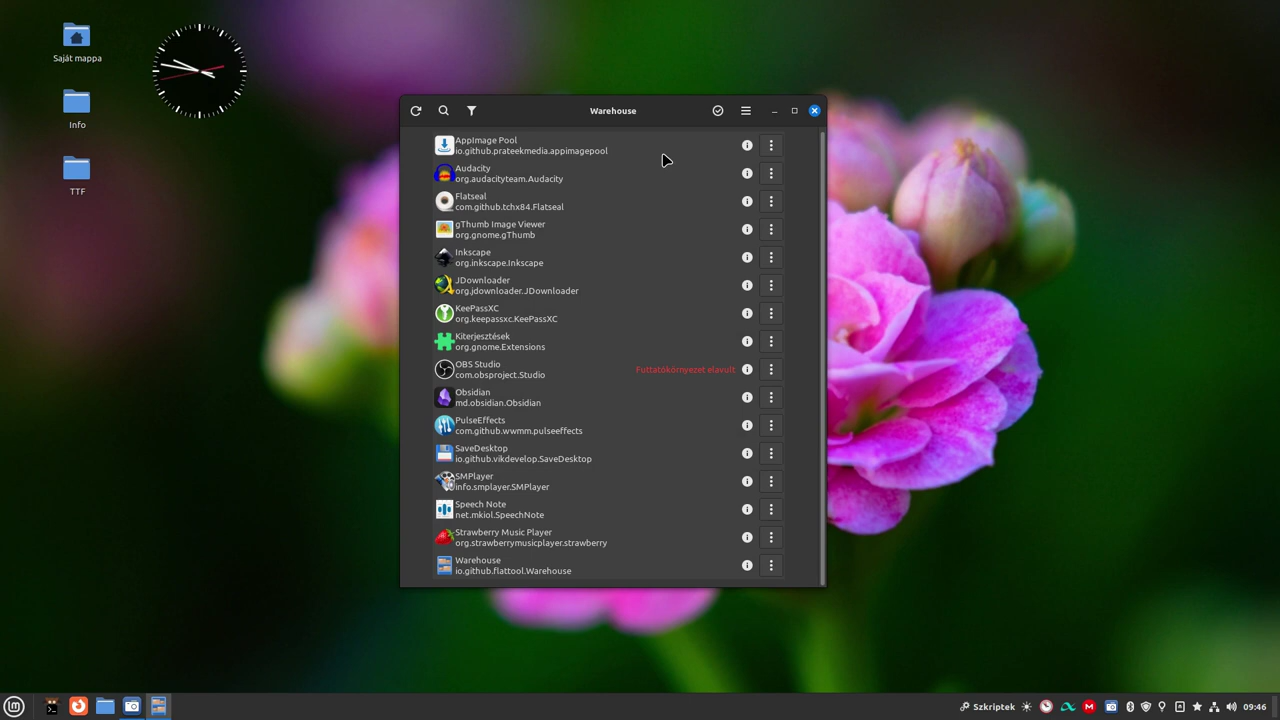 Saját mappa
Info
TTF
Warehouse
AppImage Pool
io.github.prateekmedia.appimagepool
Audacity
org.audacityteam.Audacity
Flatseal
com.github.tchx84.Flatseal
gThumb Image Viewer
org.gnome.gThumb
Inkscape
org.inkscape.Inkscape
JDownloader
org.jdownloader.JDownloader
KeePassXC
org.keepassxc.KeePassXC
Kiterjesztések
org.gnome.Extensions
OBS Studio
com.obsproject.Studio
Futtatókörnyezet elavult
Obsidian
md.obsidian.Obsidian
PulseEffects
com.github.wwmm.pulseeffects
SaveDesktop
io.github.vikdevelop.SaveDesktop
SMPlayer
info.smplayer.SMPlayer
Speech Note
net.mkiol.SpeechNote
Strawberry Music Player
org.strawberrymusicplayer.strawberry
Warehouse
io.github.flattool.Warehouse
Szkriptek
09:46